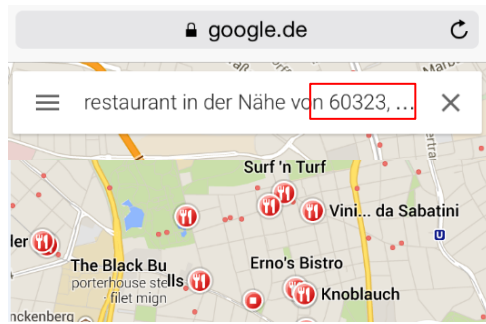 google.de
restaurant in der Nähe von 60323, ...
Surf 'n Turf
Vini... da Sabatini
U
ler
The Black Bu
porterhouse ste
filet mign
lls
Erno's Bistro
Knoblauch
nckenberg